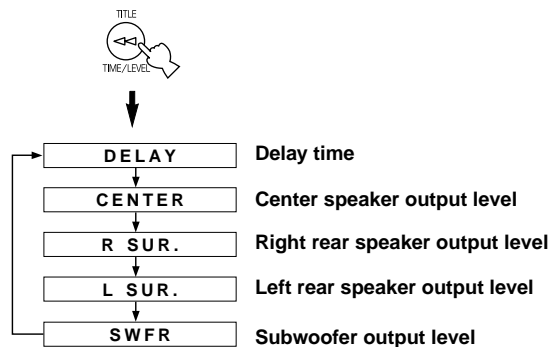 TITLE
TIME/LEVEL
DELAY Delay time
CENTER Center speaker output level
R SUR. Right rear speaker output level
L SUR. Left rear speaker output level
SWFR Subwoofer output level